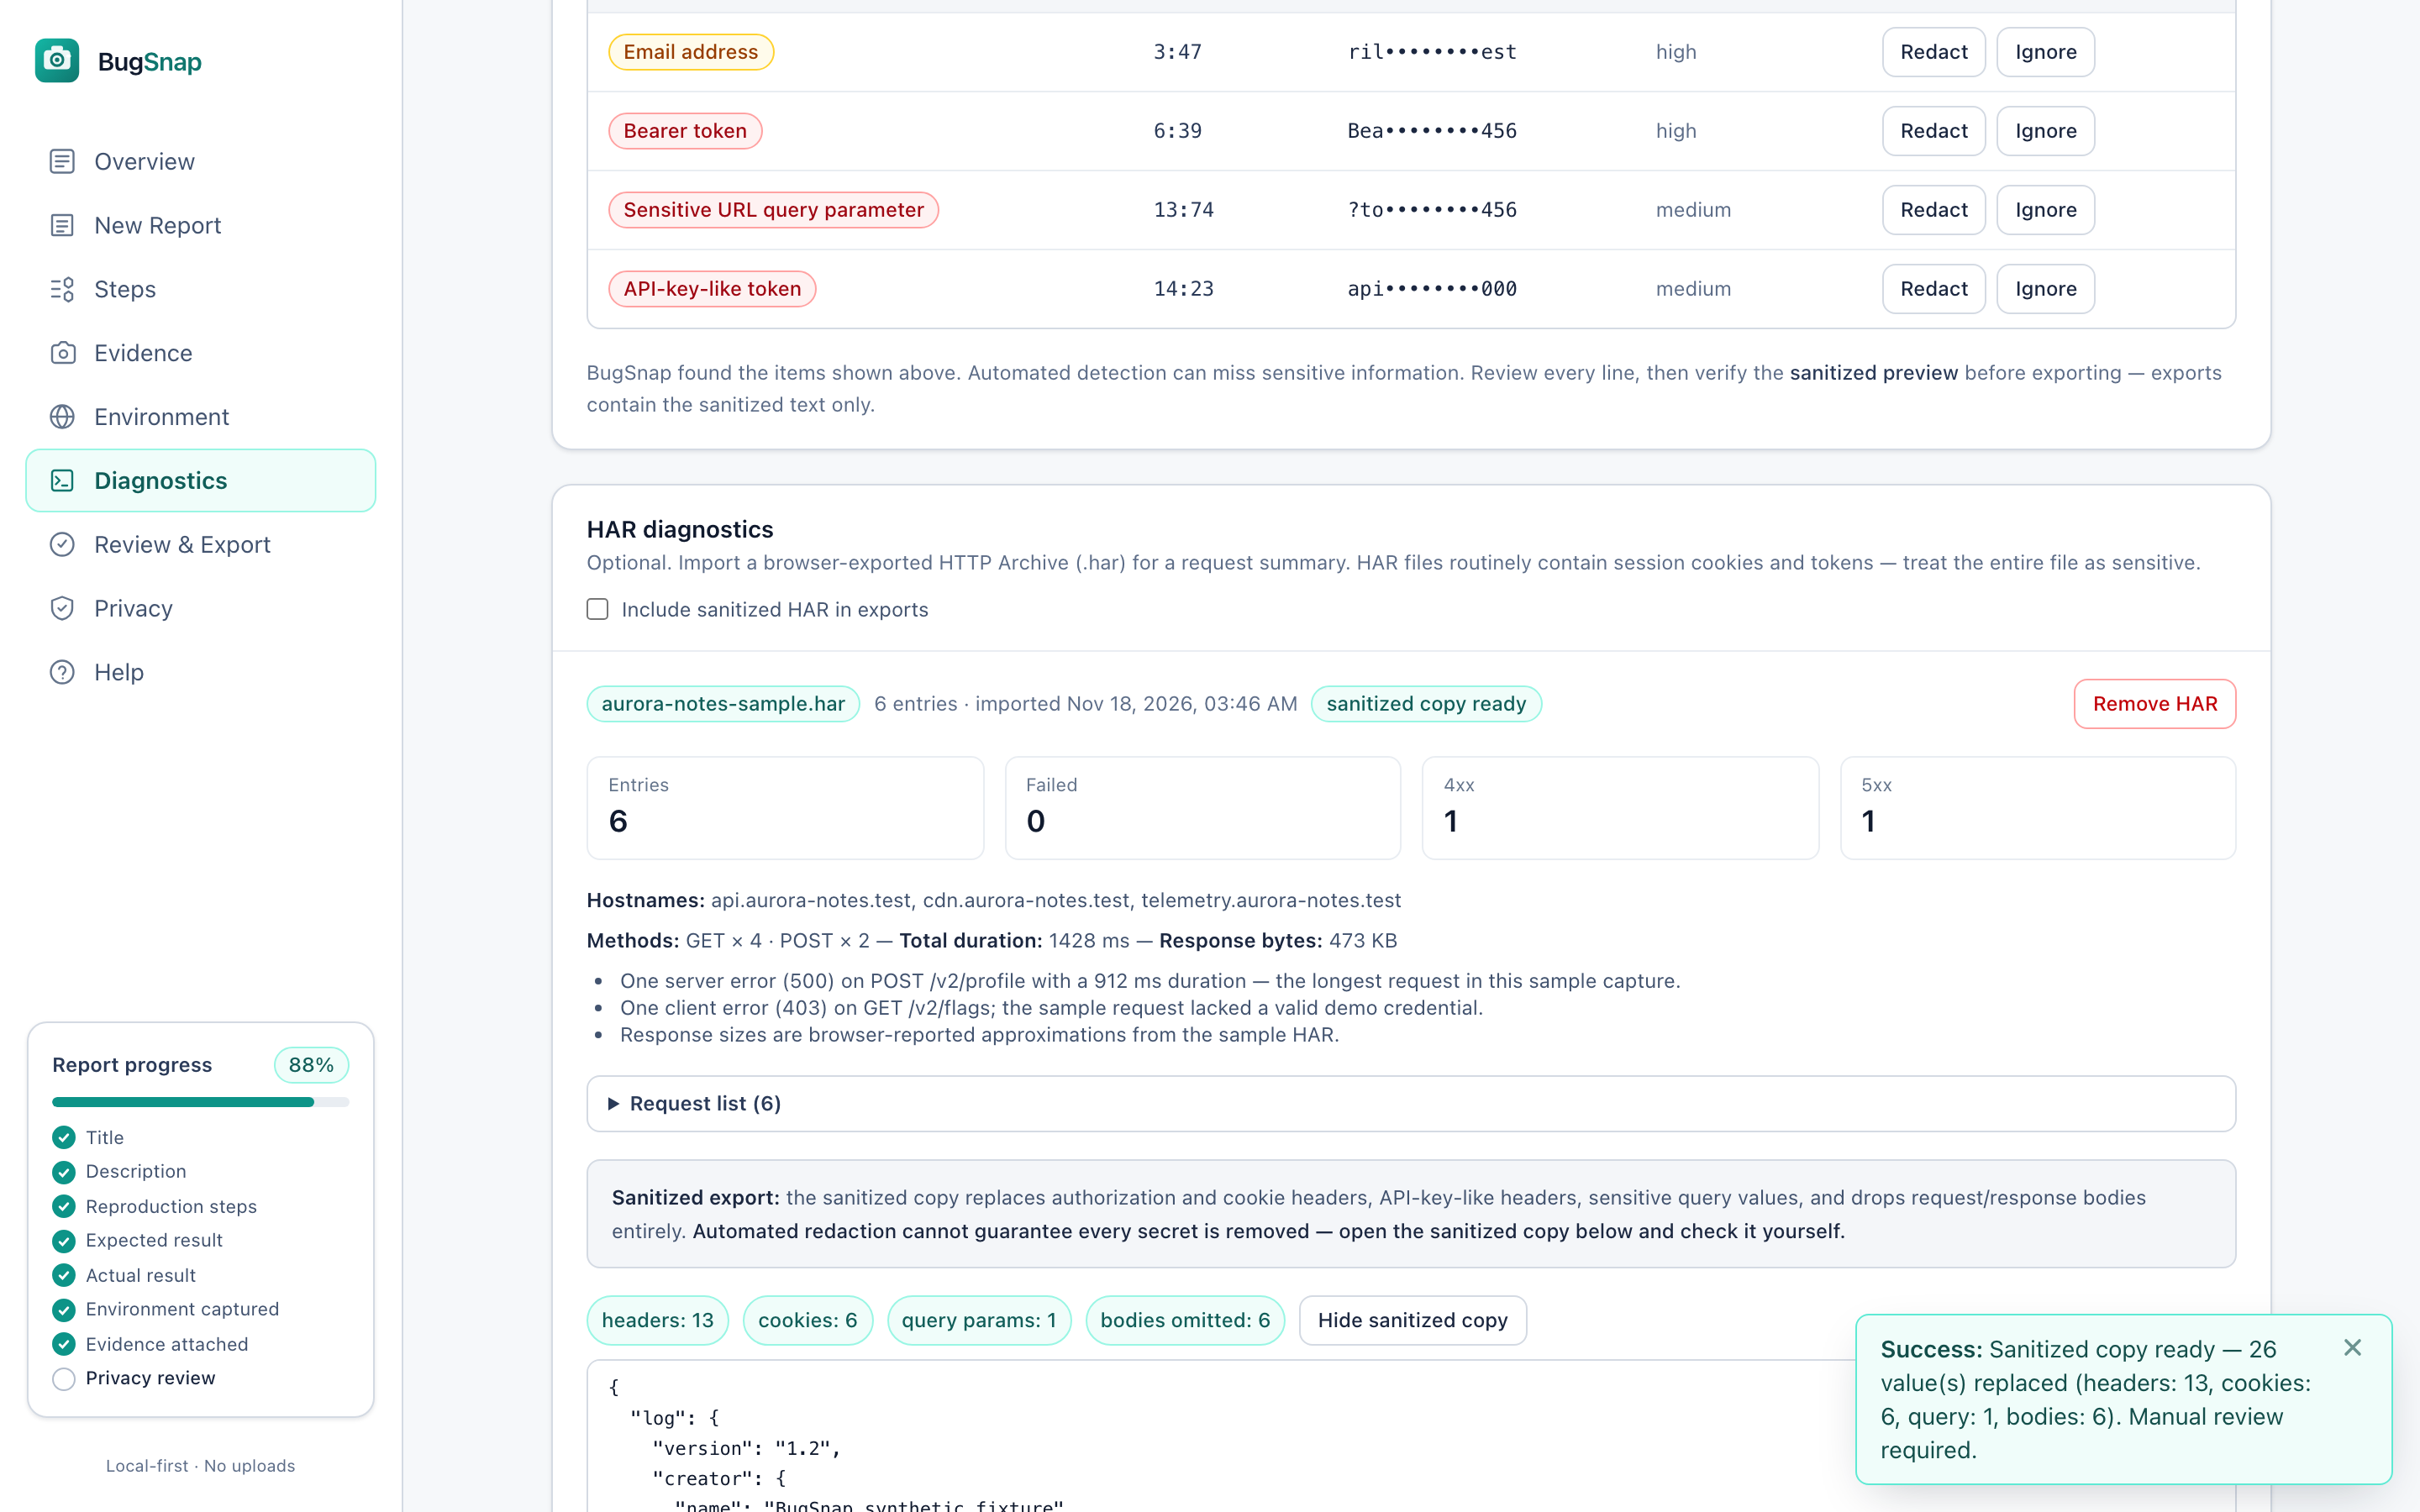 BugSnap
Overview
New Report
Steps
Evidence
Environment
Diagnostics
Review & Export
Privacy
Help
Report progress 88%
Title
Description
Reproduction steps
Expected result
Actual result
Environment captured
Evidence attached
Privacy review
Local-first · No uploads
Email address 3:47 ril••••••••est high Redact Ignore
Bearer token 6:39 Bea••••••••456 high Redact Ignore
Sensitive URL query parameter 13:74 ?to••••••••456 medium Redact Ignore
API-key-like token 14:23 api••••••••000 medium Redact Ignore
BugSnap found the items shown above. Automated detection can miss sensitive information. Review every line, then verify the sanitized preview before exporting — exports
contain the sanitized text only.
HAR diagnostics
Optional. Import a browser-exported HTTP Archive (.har) for a request summary. HAR files routinely contain session cookies and tokens — treat the entire file as sensitive.
Include sanitized HAR in exports
aurora-notes-sample.har 6 entries · imported Nov 18, 2026, 03:46 AM sanitized copy ready Remove HAR
Entries Failed 4xx 5xx
6 0 1 1
Hostnames: api.aurora-notes.test, cdn.aurora-notes.test, telemetry.aurora-notes.test
Methods: GET × 4 · POST × 2 — Total duration: 1428 ms — Response bytes: 473 KB
• One server error (500) on POST /v2/profile with a 912 ms duration — the longest request in this sample capture.
• One client error (403) on GET /v2/flags; the sample request lacked a valid demo credential.
• Response sizes are browser-reported approximations from the sample HAR.
▶ Request list (6)
Sanitized export: the sanitized copy replaces authorization and cookie headers, API-key-like headers, sensitive query values, and drops request/response bodies
entirely. Automated redaction cannot guarantee every secret is removed — open the sanitized copy below and check it yourself.
headers: 13 cookies: 6 query params: 1 bodies omitted: 6 Hide sanitized copy
{
"log": {
"version": "1.2",
"creator": {
"name": "BugSnap synthetic fixture"
Success: Sanitized copy ready — 26
value(s) replaced (headers: 13, cookies:
6, query: 1, bodies: 6). Manual review
required.